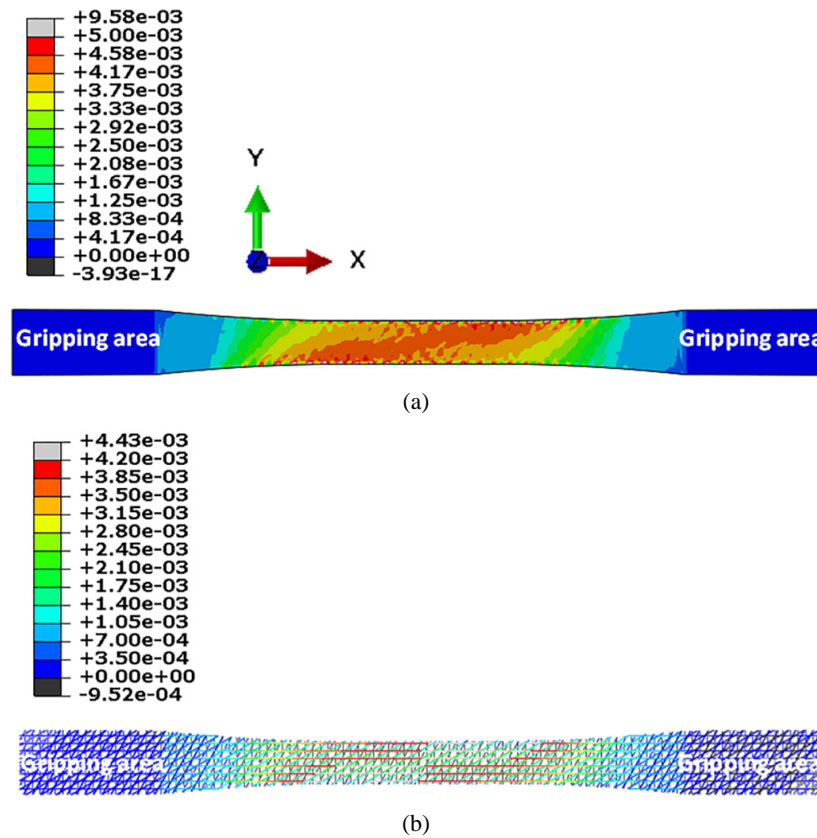 +9.58e-03
+5.00e-03
+4.58e-03
+4.17e-03
+3.75e-03
+3.33e-03
+2.92e-03
+2.50e-03
+2.08e-03
+1.67e-03
+1.25e-03
+8.33e-04
+4.17e-04
+0.00e+00
-3.93e-17
Y
Z
X
Gripping area Gripping area
(a)
+4.43e-03
+4.20e-03
+3.85e-03
+3.50e-03
+3.15e-03
+2.80e-03
+2.45e-03
+2.10e-03
+1.75e-03
+1.40e-03
+1.05e-03
+7.00e-04
+3.50e-04
+0.00e+00
-9.52e-04
Gripping area Gripping area
(b)